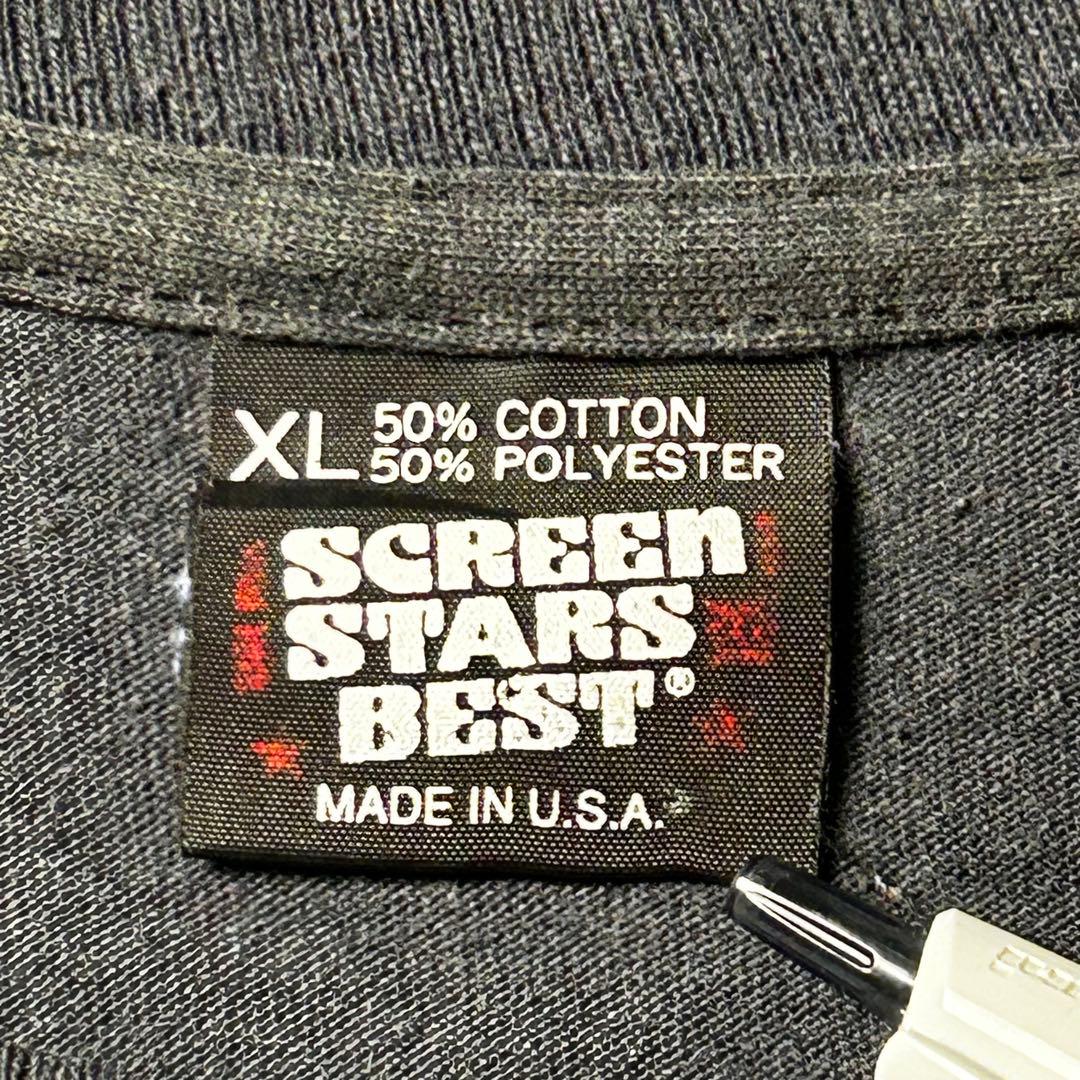 XL 50% COTTON
50% POLYESTER
SCREEN
STARS
BEST®
MADE IN U.S.A.